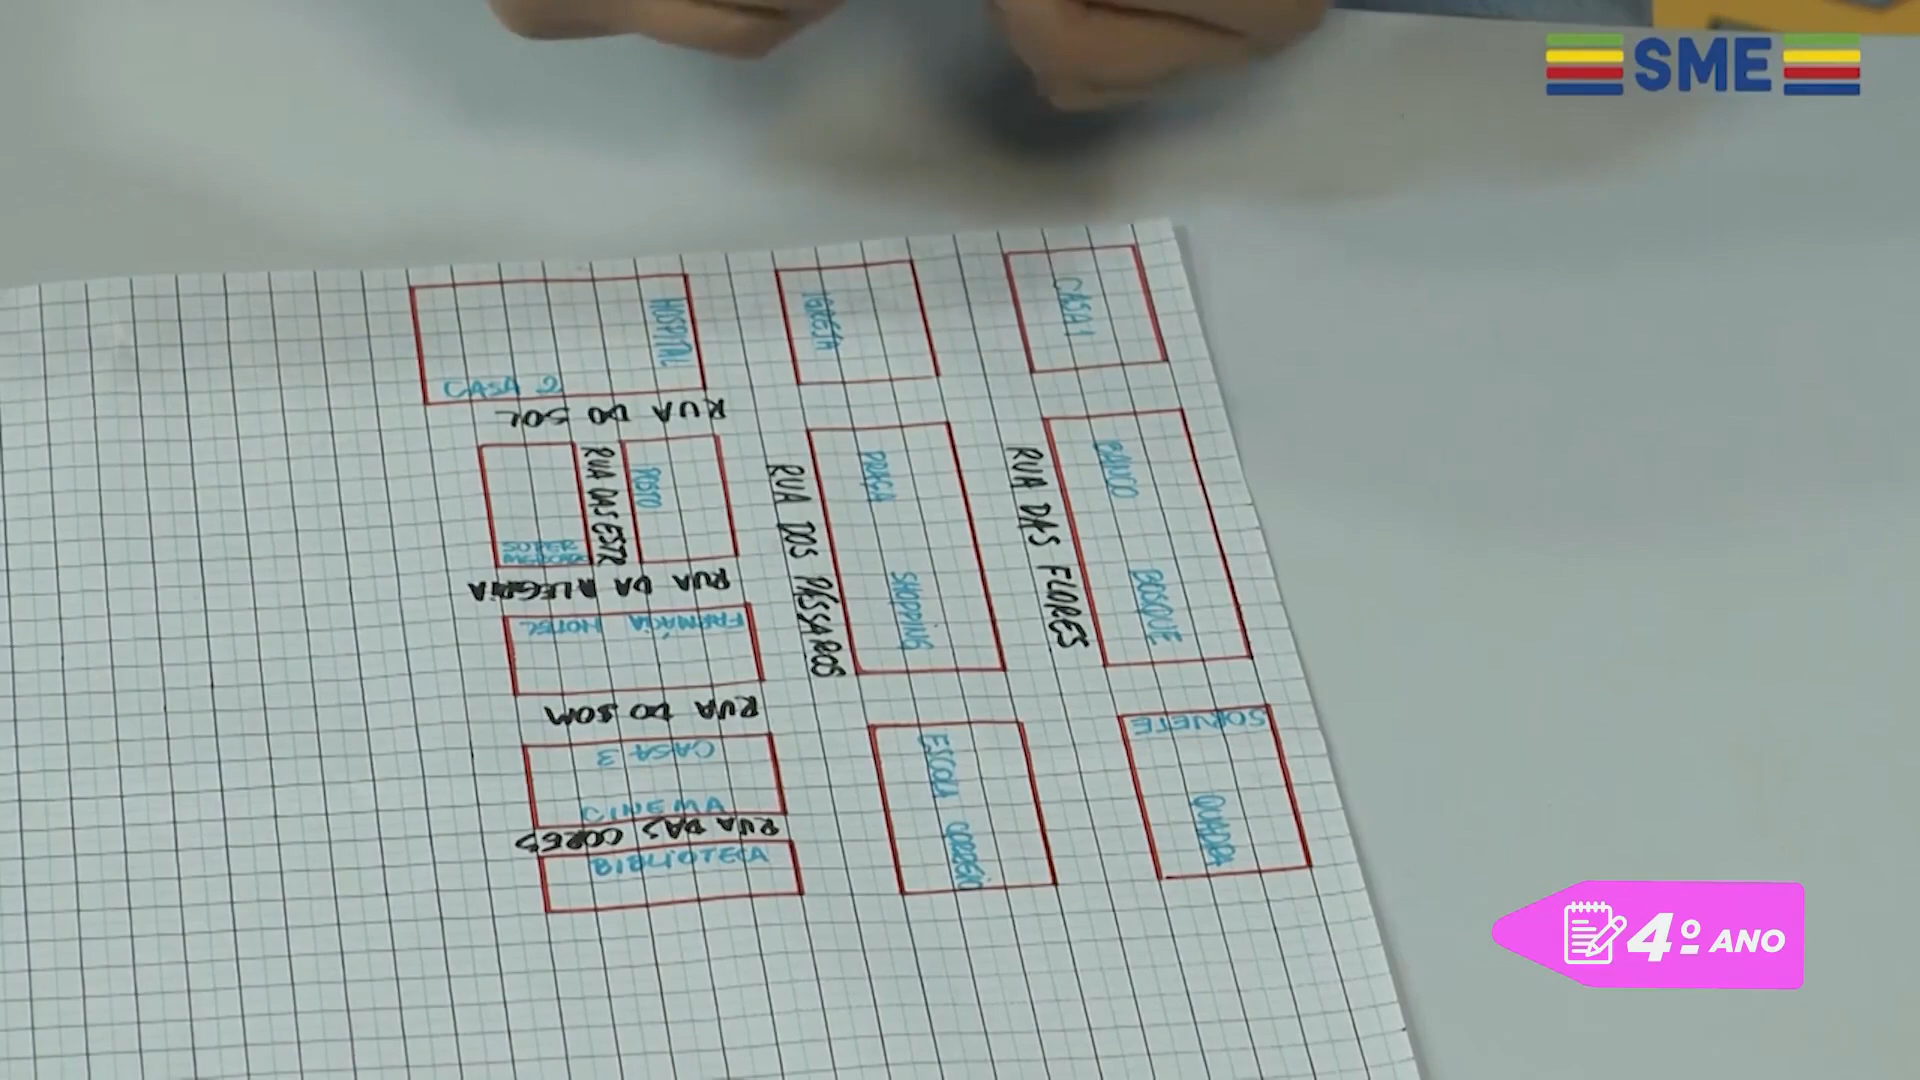 SME
CASA 1
IGREJA
HOSPITAL
CASA 2
RUA DO SOL
BANCO
BOSQUE
RUA DAS FLORES
PRAÇA
SHOPPING
RUA DOS PÁSSAROS
POSTO
RUA DAS ESTR
RUA DA ALEGRIA
FARMÁCIA HOTEL
RUA DO SOM
CASA 3
CINEMA
RUA DAS CORES
BIBLIOTECA
ESCOLA CORREIO
SORVETE
QUADRA
4º ANO